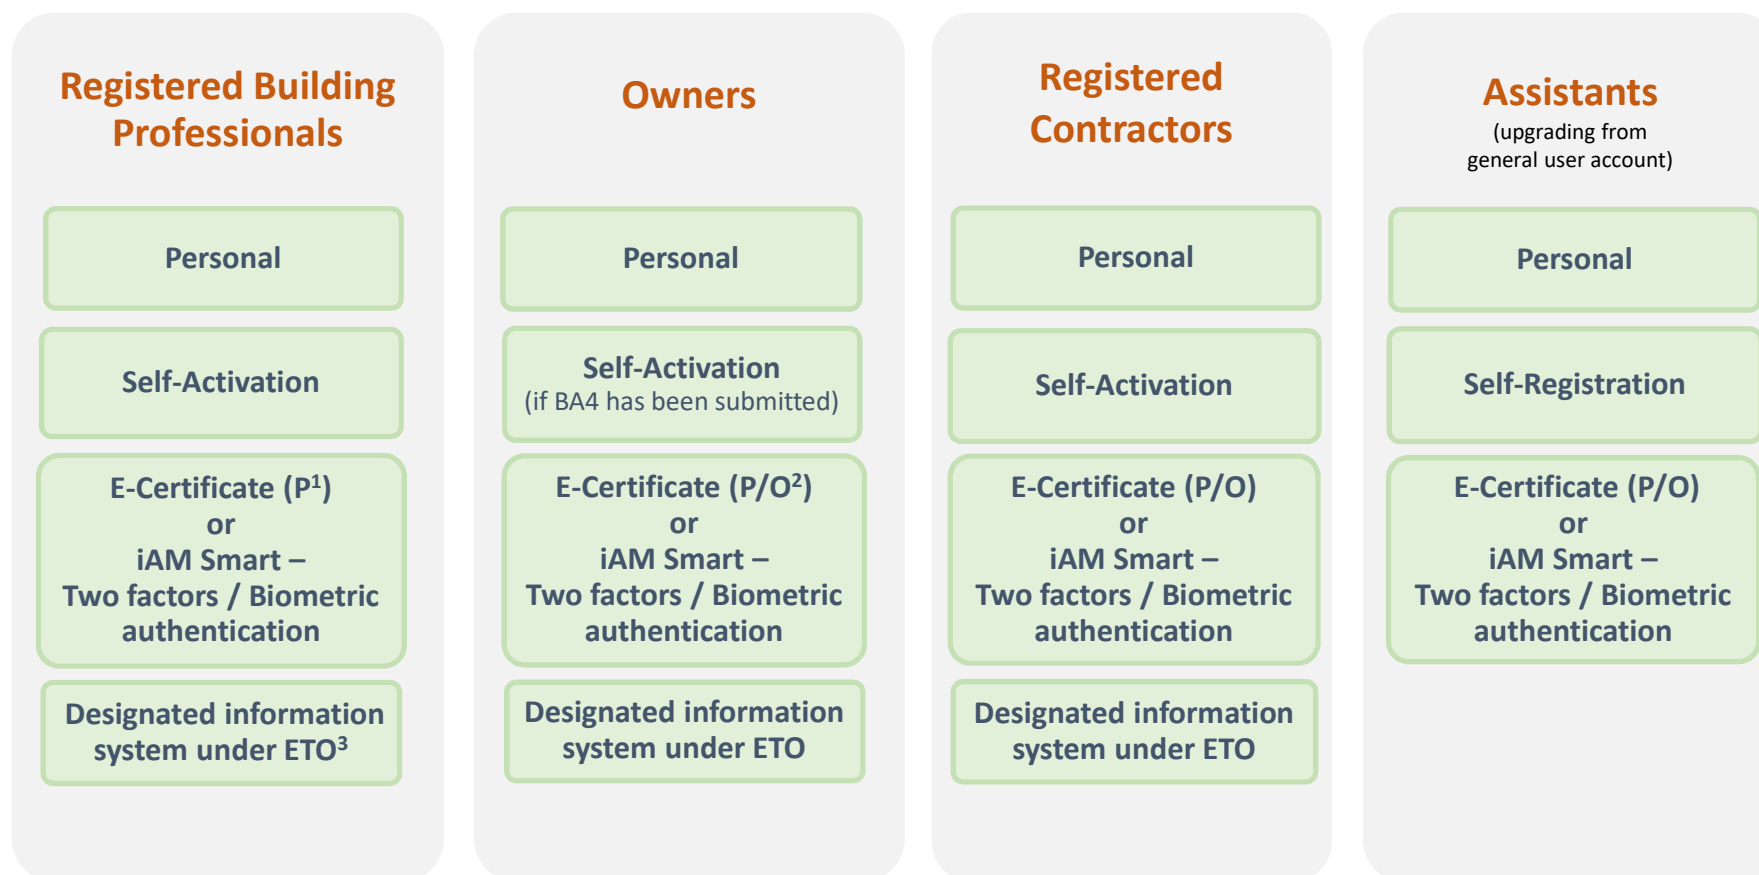 Registered Building
Professionals
Personal
Self-Activation
E-Certificate (P¹)
or
iAM Smart –
Two factors / Biometric
authentication
Designated information
system under ETO³
Owners
Personal
Self-Activation
(if BA4 has been submitted)
E-Certificate (P/O²)
or
iAM Smart –
Two factors / Biometric
authentication
Designated information
system under ETO
Registered
Contractors
Personal
Self-Activation
E-Certificate (P/O)
or
iAM Smart –
Two factors / Biometric
authentication
Designated information
system under ETO
Assistants
(upgrading from
general user account)
Personal
Self-Registration
E-Certificate (P/O)
or
iAM Smart –
Two factors / Biometric
authentication